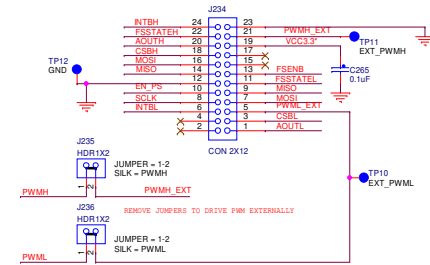 J234
INTBH 24 23
FSSTATEH 22 21 PWMH_EXT
AOUTH 20 19 VCC3.3"
CSBH 18 17
MOSI 16 15
MISO 14 13 FSENB
12 11 FSSTATEL
EN_PS 10 9 MISO
SCLK 8 7 MOSI
INTBL 6 5 PWML_EXT
4 3 CSBL
2 1 AOUTL
CON 2X12
TP11
EXT_PWMH
C265
0.1uF
TP12
GND
TP10
EXT_PWML
J235
HDR1X2
JUMPER = 1-2
SILK = PWMH
PWMH 1 2 PWMH_EXT
REMOVE JUMPERS TO DRIVE PWM EXTERNALLY
J236
HDR1X2
JUMPER = 1-2
SILK = PWML
PWML 1 2